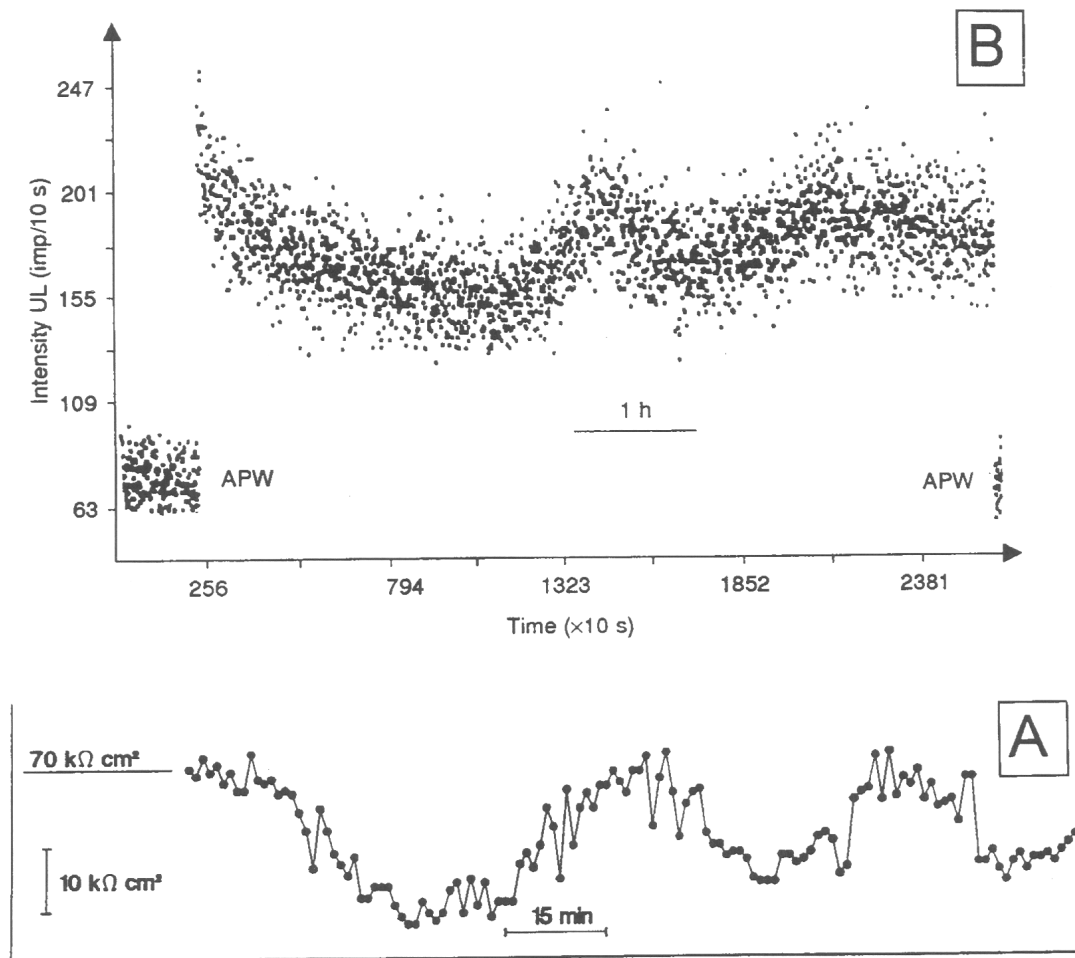 B
Intensity UL (imp/10 s)
247
201
155
109
63
1 h
APW
APW
256
794
1323
1852
2381
Time (×10 s)
A
70 kΩ cm²
10 kΩ cm²
15 min